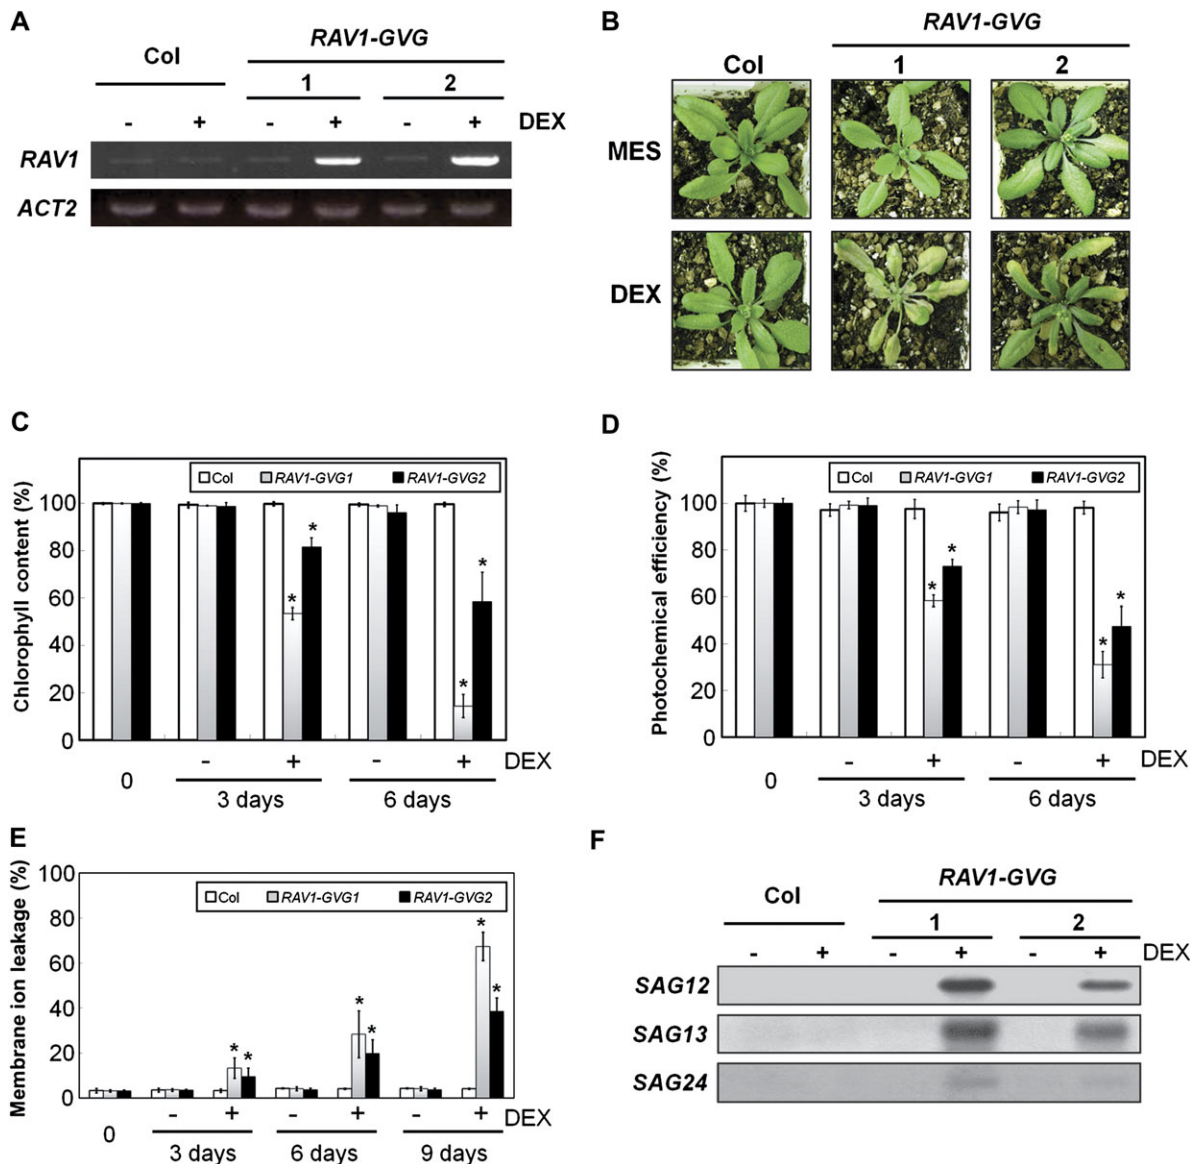 A
RAV1-GVG
Col
1
2
- + - + - + DEX
RAV1
ACT2
B
RAV1-GVG
Col
1
2
MES
DEX
C
Chlorophyll content (%)
Col RAV1-GVG1 RAV1-GVG2
100
80
60
40
20
0
* * * *
0
- + - + DEX
3 days 6 days
D
Photochemical efficiency (%)
Col RAV1-GVG1 RAV1-GVG2
100
80
60
40
20
0
* * * *
0
- + - + DEX
3 days 6 days
E
Membrane ion leakage (%)
Col RAV1-GVG1 RAV1-GVG2
100
80
60
40
20
0
* * * * * *
0
- + - + - + DEX
3 days 6 days 9 days
F
RAV1-GVG
Col
1
2
- + - + - + DEX
SAG12
SAG13
SAG24